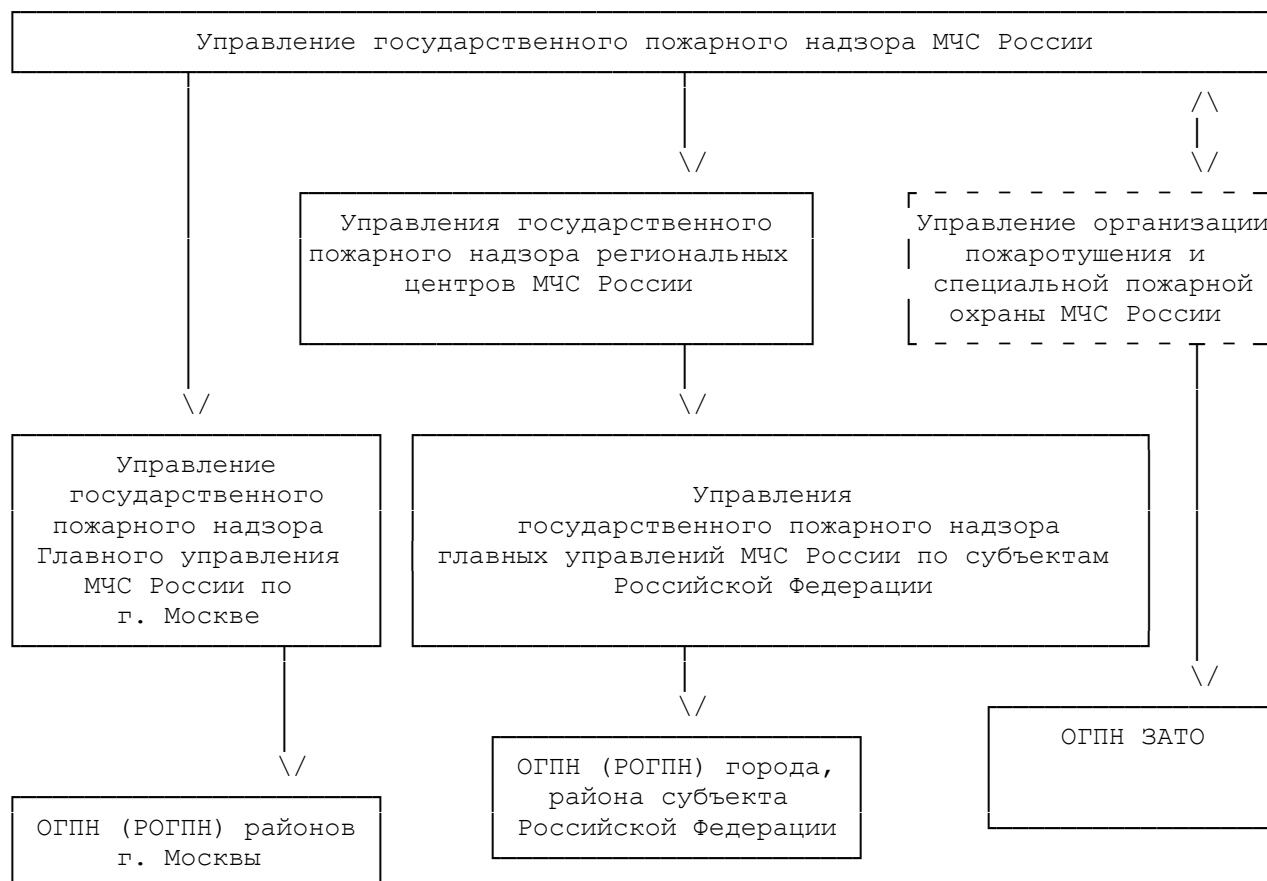 Управление государственного пожарного надзора МЧС России
Управления государственного
пожарного надзора региональных
центров МЧС России
Управление организации
пожаротушения и
специальной пожарной
охраны МЧС России
Управление
государственного
пожарного надзора
Главного управления
МЧС России по
г. Москве
Управления
государственного пожарного надзора
главных управлений МЧС России по субъектам
Российской Федерации
ОГПН ЗАТО
ОГПН (РОГПН) города,
района субъекта
Российской Федерации
ОГПН (РОГПН) районов
г. Москвы